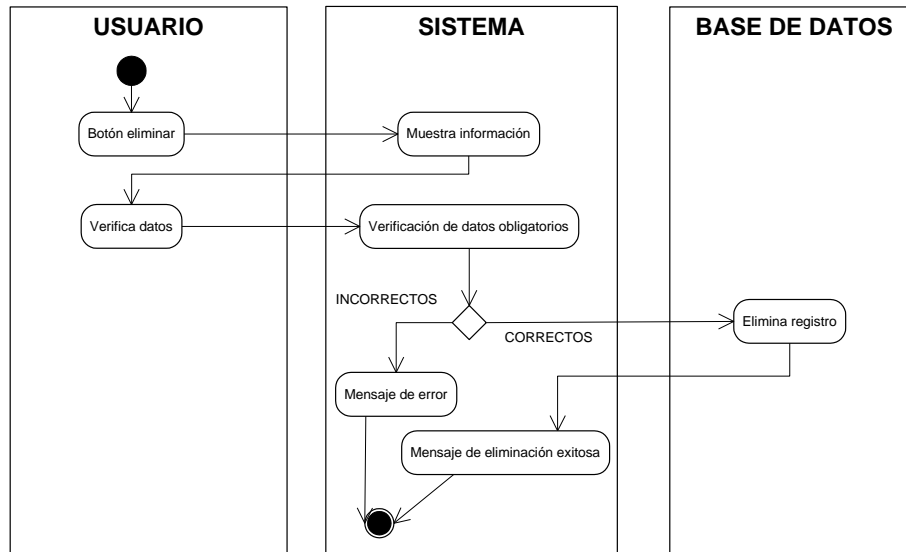 USUARIO
SISTEMA
BASE DE DATOS
Botón eliminar
Muestra información
Verifica datos
Verificación de datos obligatorios
INCORRECTOS
CORRECTOS
Elimina registro
Mensaje de error
Mensaje de eliminación exitosa